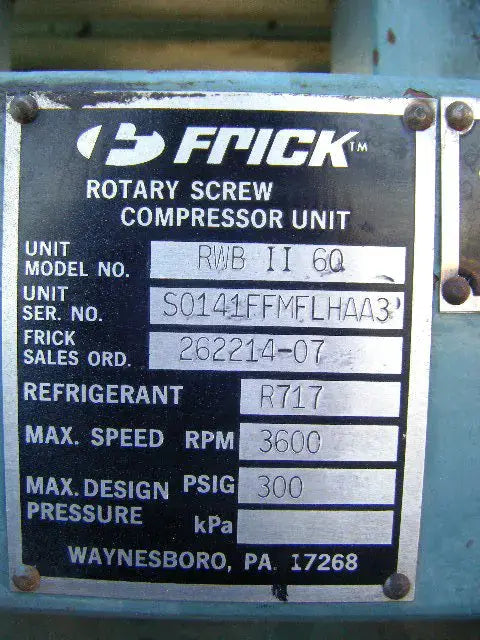 FRICK™
ROTARY SCREW
COMPRESSOR UNIT
UNIT MODEL NO. RWB II 60
UNIT SER. NO. S0141FFMFLHAA3
FRICK SALES ORD. 262214-07
REFRIGERANT R717
MAX. SPEED RPM 3600
MAX. DESIGN PRESSURE PSIG 300
kPa
WAYNESBORO, PA. 17268